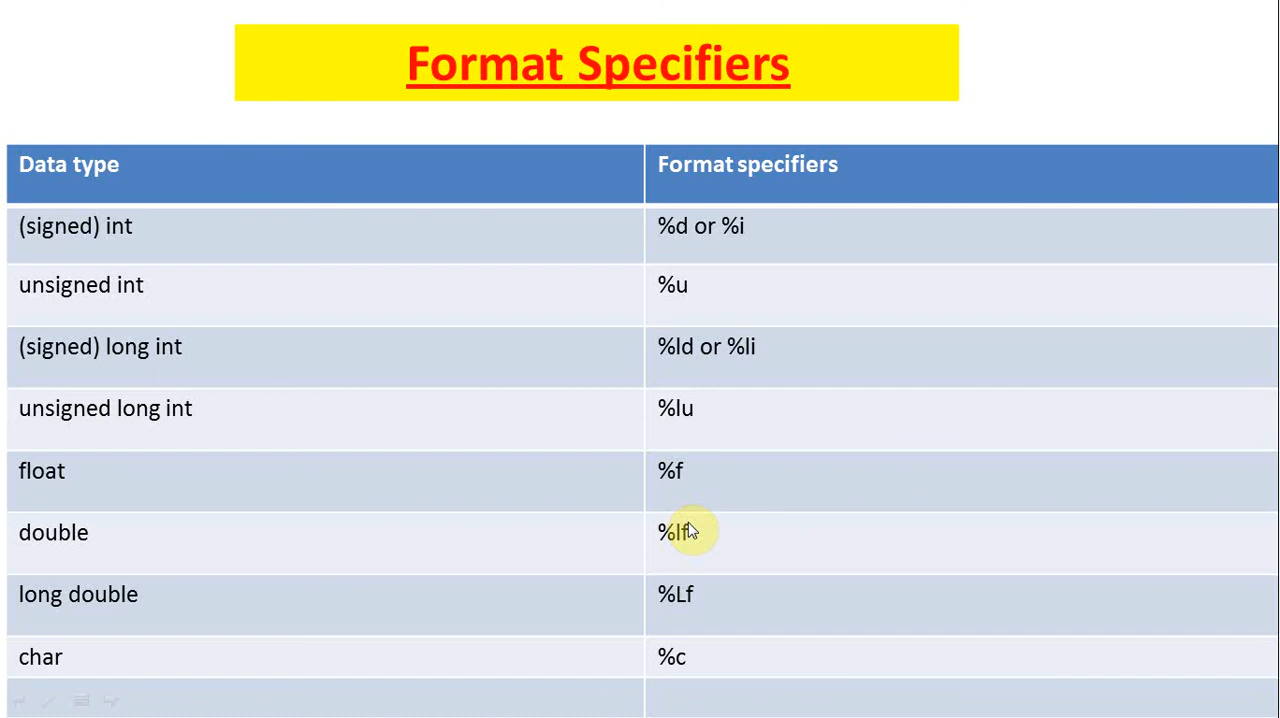 Format Specifiers
Data type Format specifiers
(signed) int %d or %i
unsigned int %u
(signed) long int %ld or %li
unsigned long int %lu
float %f
double %lf
long double %Lf
char %c